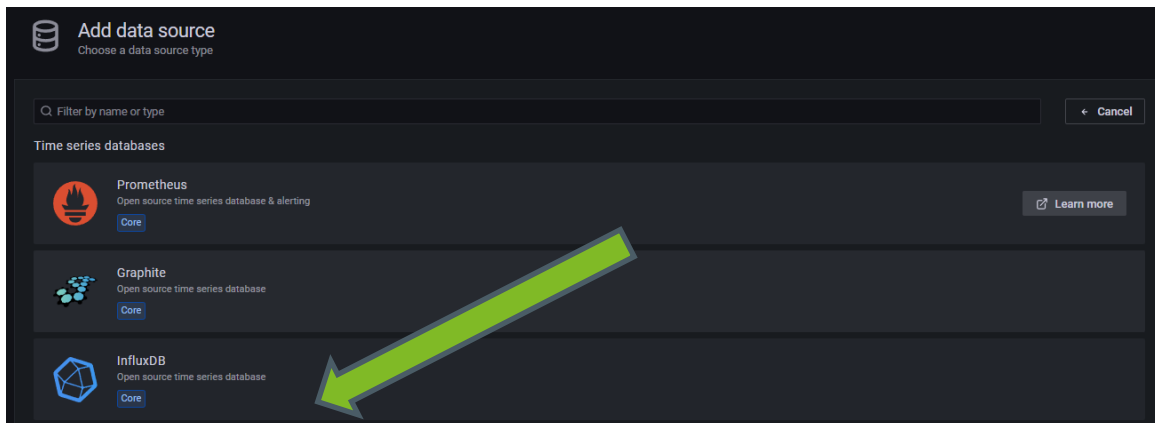 Add data source
Choose a data source type
Filter by name or type
← Cancel
Time series databases
Prometheus
Open source time series database & alerting
Core
Learn more
Graphite
Open source time series database
Core
InfluxDB
Open source time series database
Core